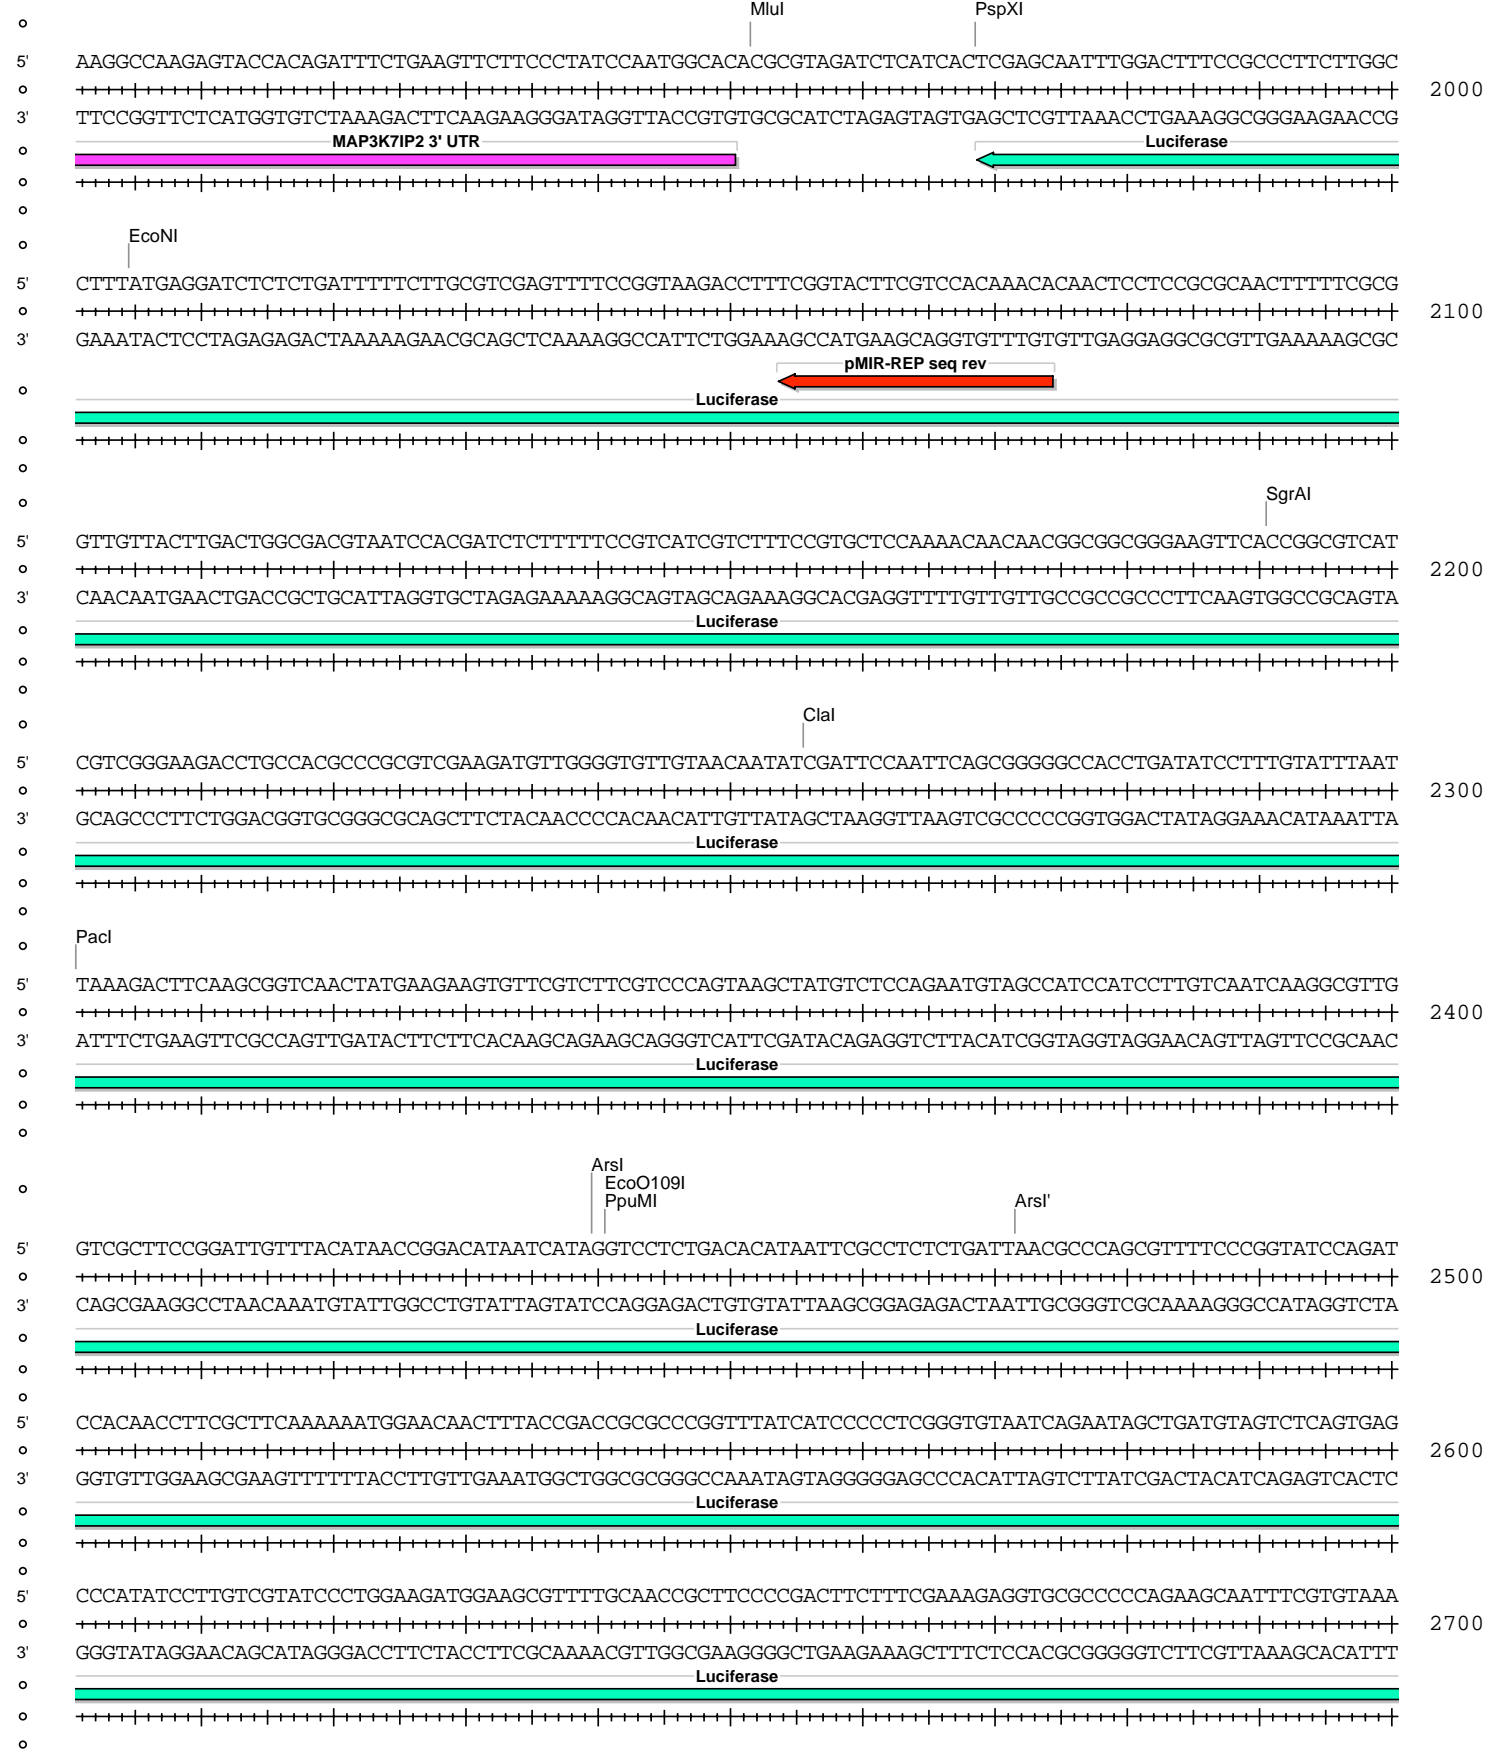 MluI PspXI
5' AAGGCCAAGAGTACCACAGATTTCTGAAGTTCTTCCCTATCCAATGGCACACGCGTAGATCTCATCACTCGAGCAATTTGGACTTTCCGCCCTTCTTGGC
2000
3' TTCCGGTTCTCATGGTGTCTAAAGACTTCAAGAAGGGATAGGTTACCGTGTGCGCATCTAGAGTAGTGAGCTCGTTAAACCTGAAAGGCGGGAAGAACCG
MAP3K7IP2 3' UTR Luciferase
EcoNI
5' CTTTATGAGGATCTCTCTGATTTTTCTTGCGTCGAGTTTTCCGGTAAGACCTTTCGGTACTTCGTCCACAAACACAACTCCTCCGCGCAACTTTTTCGCG
2100
3' GAAATACTCCTAGAGAGACTAAAAAGAACGCAGCTCAAAAGGCCATTCTGGAAAGCCATGAAGCAGGTGTTTGTGTTGAGGAGGCGCGTTGAAAAAGCGC
pMIR-REP seq rev
Luciferase
SgrAI
5' GTTGTTACTTGACTGGCGACGTAATCCACGATCTCTTTTTCCGTCATCGTCTTTCCGTGCTCCAAAACAACAACGGCGGCGGGAAGTTCACCGGCGTCAT
2200
3' CAACAATGAACTGACCGCTGCATTAGGTGCTAGAGAAAAAGGCAGTAGCAGAAAGGCACGAGGTTTTGTTGTTGCCGCCGCCCTTCAAGTGGCCGCAGTA
Luciferase
ClaI
5' CGTCGGGAAGACCTGCCACGCCCGCGTCGAAGATGTTGGGGTGTTGTAACAATATCGATTCCAATTCAGCGGGGGCCACCTGATATCCTTTGTATTTAAT
2300
3' GCAGCCCTTCTGGACGGTGCGGGCGCAGCTTCTACAACCCCACAACATTGTTATAGCTAAGGTTAAGTCGCCCCCGGTGGACTATAGGAAACATAAATTA
Luciferase
PacI
5' TAAAGACTTCAAGCGGTCAACTATGAAGAAGTGTTCGTCTTCGTCCCAGTAAGCTATGTCTCCAGAATGTAGCCATCCATCCTTGTCAATCAAGGCGTTG
2400
3' ATTTCTGAAGTTCGCCAGTTGATACTTCTTCACAAGCAGAAGCAGGGTCATTCGATACAGAGGTCTTACATCGGTAGGTAGGAACAGTTAGTTCCGCAAC
Luciferase
ArsI
EcoO109I
PpuMI ArsI'
5' GTCGCTTCCGGATTGTTTACATAACCGGACATAATCATAGGTCCTCTGACACATAATTCGCCTCTCTGATTAACGCCCAGCGTTTTCCCGGTATCCAGAT
2500
3' CAGCGAAGGCCTAACAAATGTATTGGCCTGTATTAGTATCCAGGAGACTGTGTATTAAGCGGAGAGACTAATTGCGGGTCGCAAAAGGGCCATAGGTCTA
Luciferase
5' CCACAACCTTCGCTTCAAAAAATGGAACAACTTTACCGACCGCGCCCGGTTTATCATCCCCCTCGGGTGTAATCAGAATAGCTGATGTAGTCTCAGTGAG
2600
3' GGTGTTGGAAGCGAAGTTTTTTACCTTGTTGAAATGGCTGGCGCGGGCCAAATAGTAGGGGGAGCCCACATTAGTCTTATCGACTACATCAGAGTCACTC
Luciferase
5' CCCATATCCTTGTCGTATCCCTGGAAGATGGAAGCGTTTTGCAACCGCTTCCCCGACTTCTTTCGAAAGAGGTGCGCCCCCAGAAGCAATTTCGTGTAAA
2700
3' GGGTATAGGAACAGCATAGGGACCTTCTACCTTCGCAAAACGTTGGCGAAGGGGCTGAAGAAAGCTTTCTCCACGCGGGGGTCTTCGTTAAAGCACATTT
Luciferase